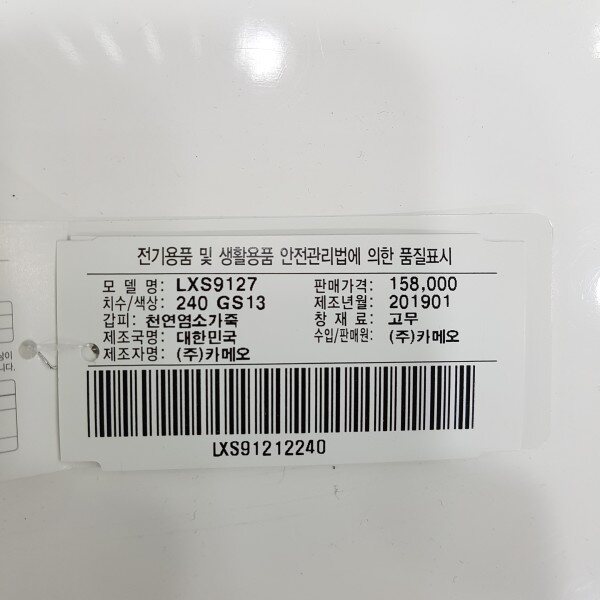 전기용품 및 생활용품 안전관리법에 의한 품질표시
모 델 명: LXS9127 판매가격: 158,000
치수/색상: 240 GS13 제조년월: 201901
갑피: 천연염소가죽 창 재 료: 고무
제조국명: 대한민국 수입/판매원: (주)카메오
제조자명: (주)카메오
LXS91212240